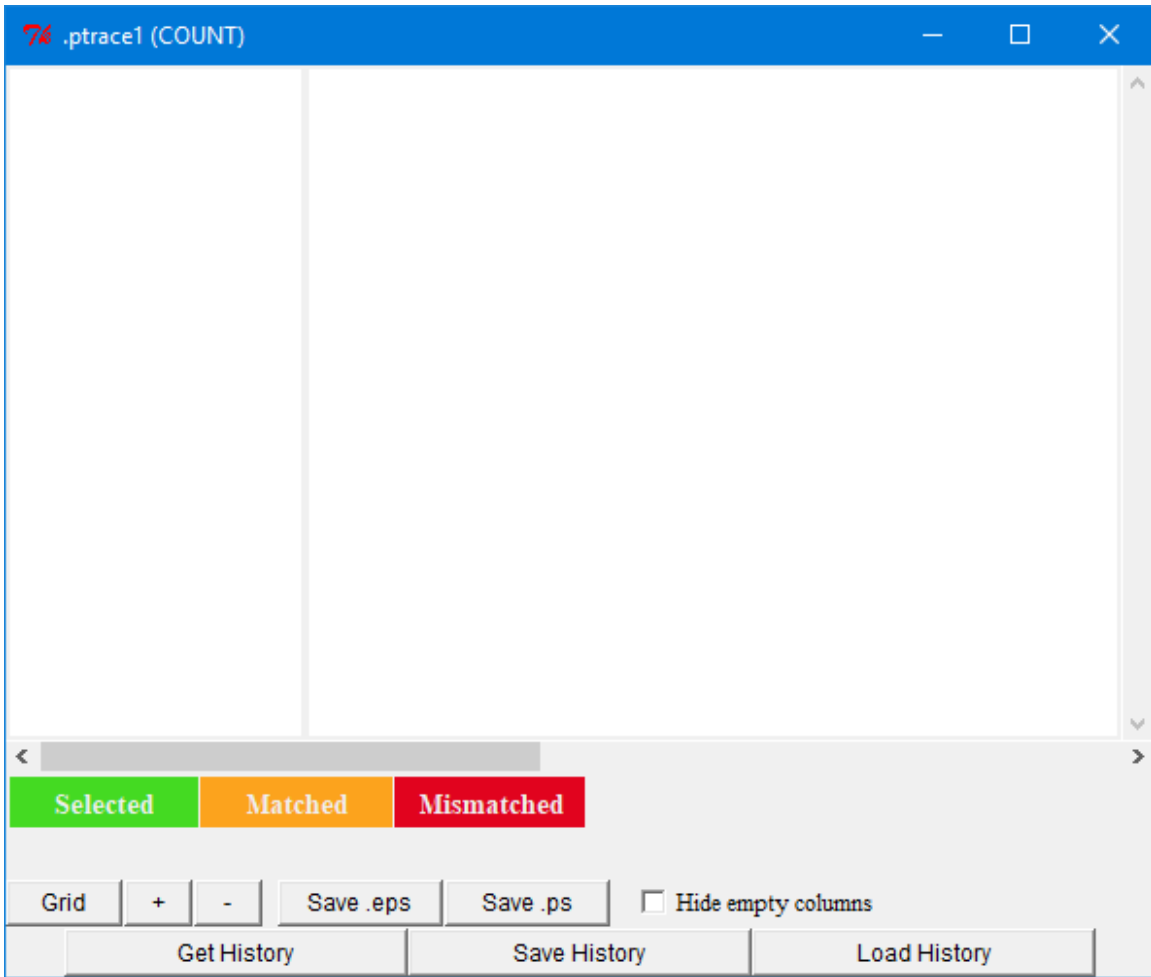 .ptrace1 (COUNT)
Selected Matched Mismatched
Grid + - Save .eps Save .ps Hide empty columns
Get History Save History Load History